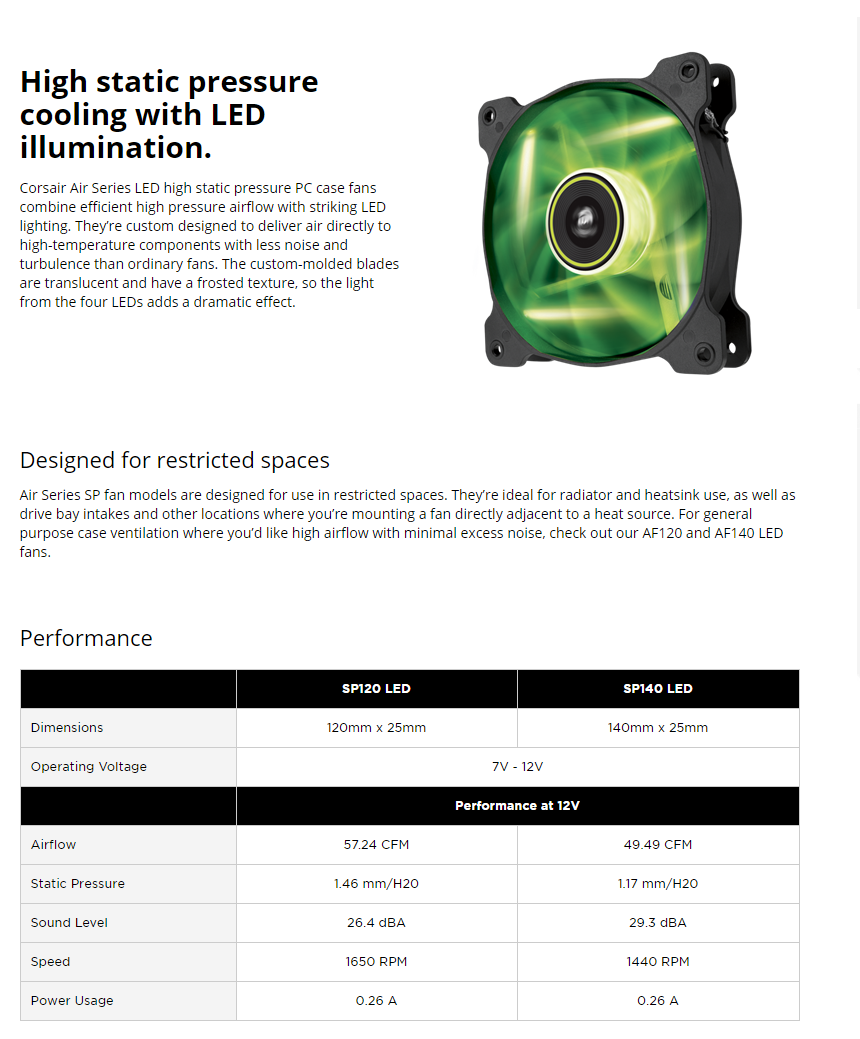 High static pressure
cooling with LED
illumination.
Corsair Air Series LED high static pressure PC case fans
combine efficient high pressure airflow with striking LED
lighting. They're custom designed to deliver air directly to
high-temperature components with less noise and
turbulence than ordinary fans. The custom-molded blades
are translucent and have a frosted texture, so the light
from the four LEDs adds a dramatic effect.
Designed for restricted spaces
Air Series SP fan models are designed for use in restricted spaces. They're ideal for radiator and heatsink use, as well as
drive bay intakes and other locations where you're mounting a fan directly adjacent to a heat source. For general
purpose case ventilation where you'd like high airflow with minimal excess noise, check out our AF120 and AF140 LED
fans.
Performance
SP120 LED SP140 LED
Dimensions 120mm x 25mm 140mm x 25mm
Operating Voltage 7V - 12V
Performance at 12V
Airflow 57.24 CFM 49.49 CFM
Static Pressure 1.46 mm/H20 1.17 mm/H20
Sound Level 26.4 dBA 29.3 dBA
Speed 1650 RPM 1440 RPM
Power Usage 0.26 A 0.26 A